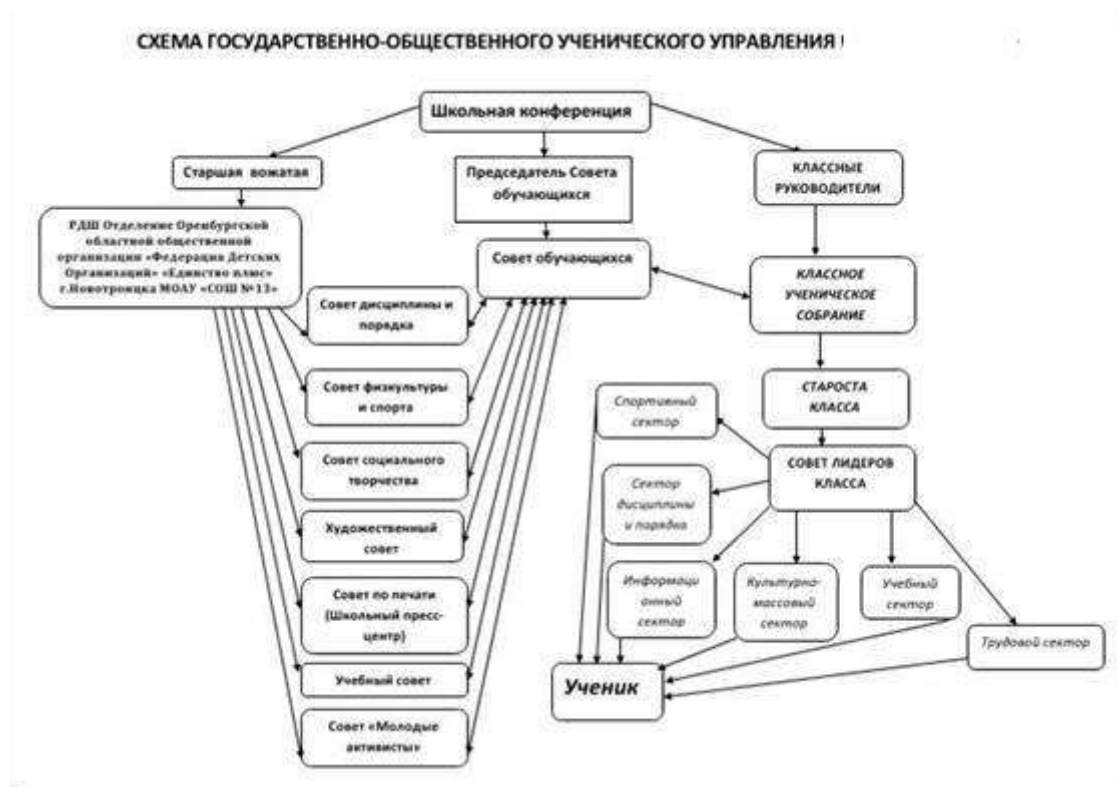 СХЕМА ГОСУДАРСТВЕННО-ОБЩЕСТВЕННОГО УЧЕНИЧЕСКОГО УПРАВЛЕНИЯ
Школьная конференция
Старшая вожатая
Председатель Совета
обучающихся
КЛАССНЫЕ
РУКОВОДИТЕЛИ
РДШ Отделение Оренбургской
областной общественной
организации «Федерация Детских
Организаций» «Единство плюс»
г.Новотроицка МОАУ «СОШ №13»
Совет обучающихся
КЛАССНОЕ
УЧЕНИЧЕСКОЕ
СОБРАНИЕ
Совет дисциплины и
порядка
Совет физкультуры
и спорта
Совет социального
творчества
Художественный
совет
Совет по печати
(Школьный пресс-
центр)
Учебный совет
Совет «Молодые
активисты»
СТАРОСТА
КЛАССА
СОВЕТ ЛИДЕРОВ
КЛАССА
Спортивный
сектор
Сектор
дисциплины
и порядка
Информаци
онный
сектор
Культурно-
массовый
сектор
Учебный
сектор
Трудовой сектор
Ученик